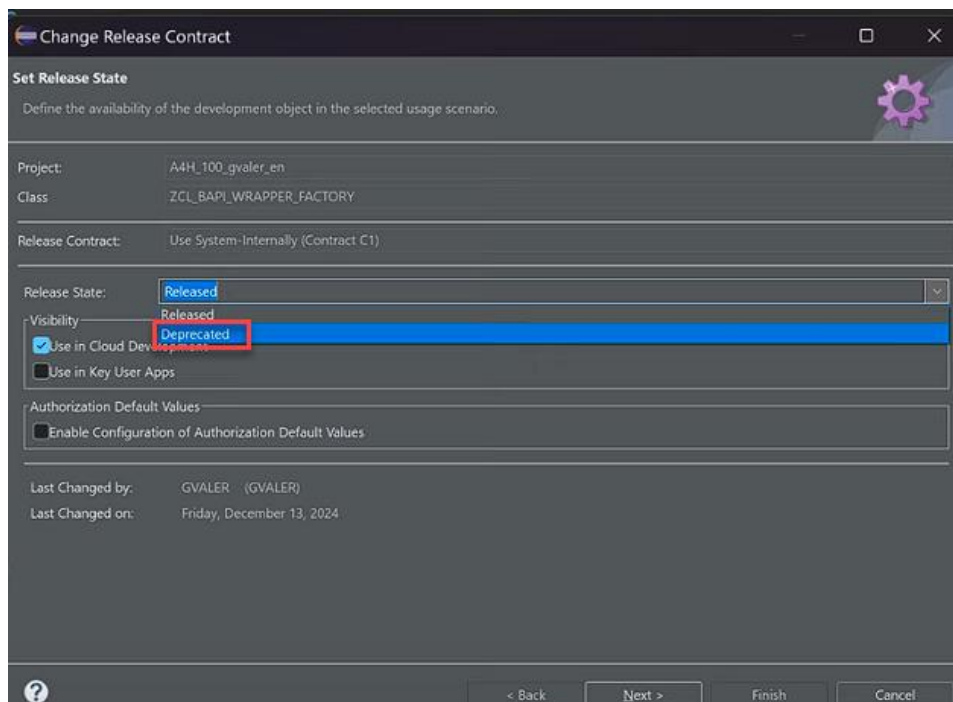 Change Release Contract
Set Release State
Define the availability of the development object in the selected usage scenario.
Project: A4H_100_gvaler_en
Class ZCL_BAPI_WRAPPER_FACTORY
Release Contract: Use System-Internally (Contract C1)
Release State: Released
Released
Visibility
Deprecated
Use in Cloud Development
Use in Key User Apps
Authorization Default Values
Enable Configuration of Authorization Default Values
Last Changed by: GVALER (GVALER)
Last Changed on: Friday, December 13, 2024
? < Back Next > Finish Cancel